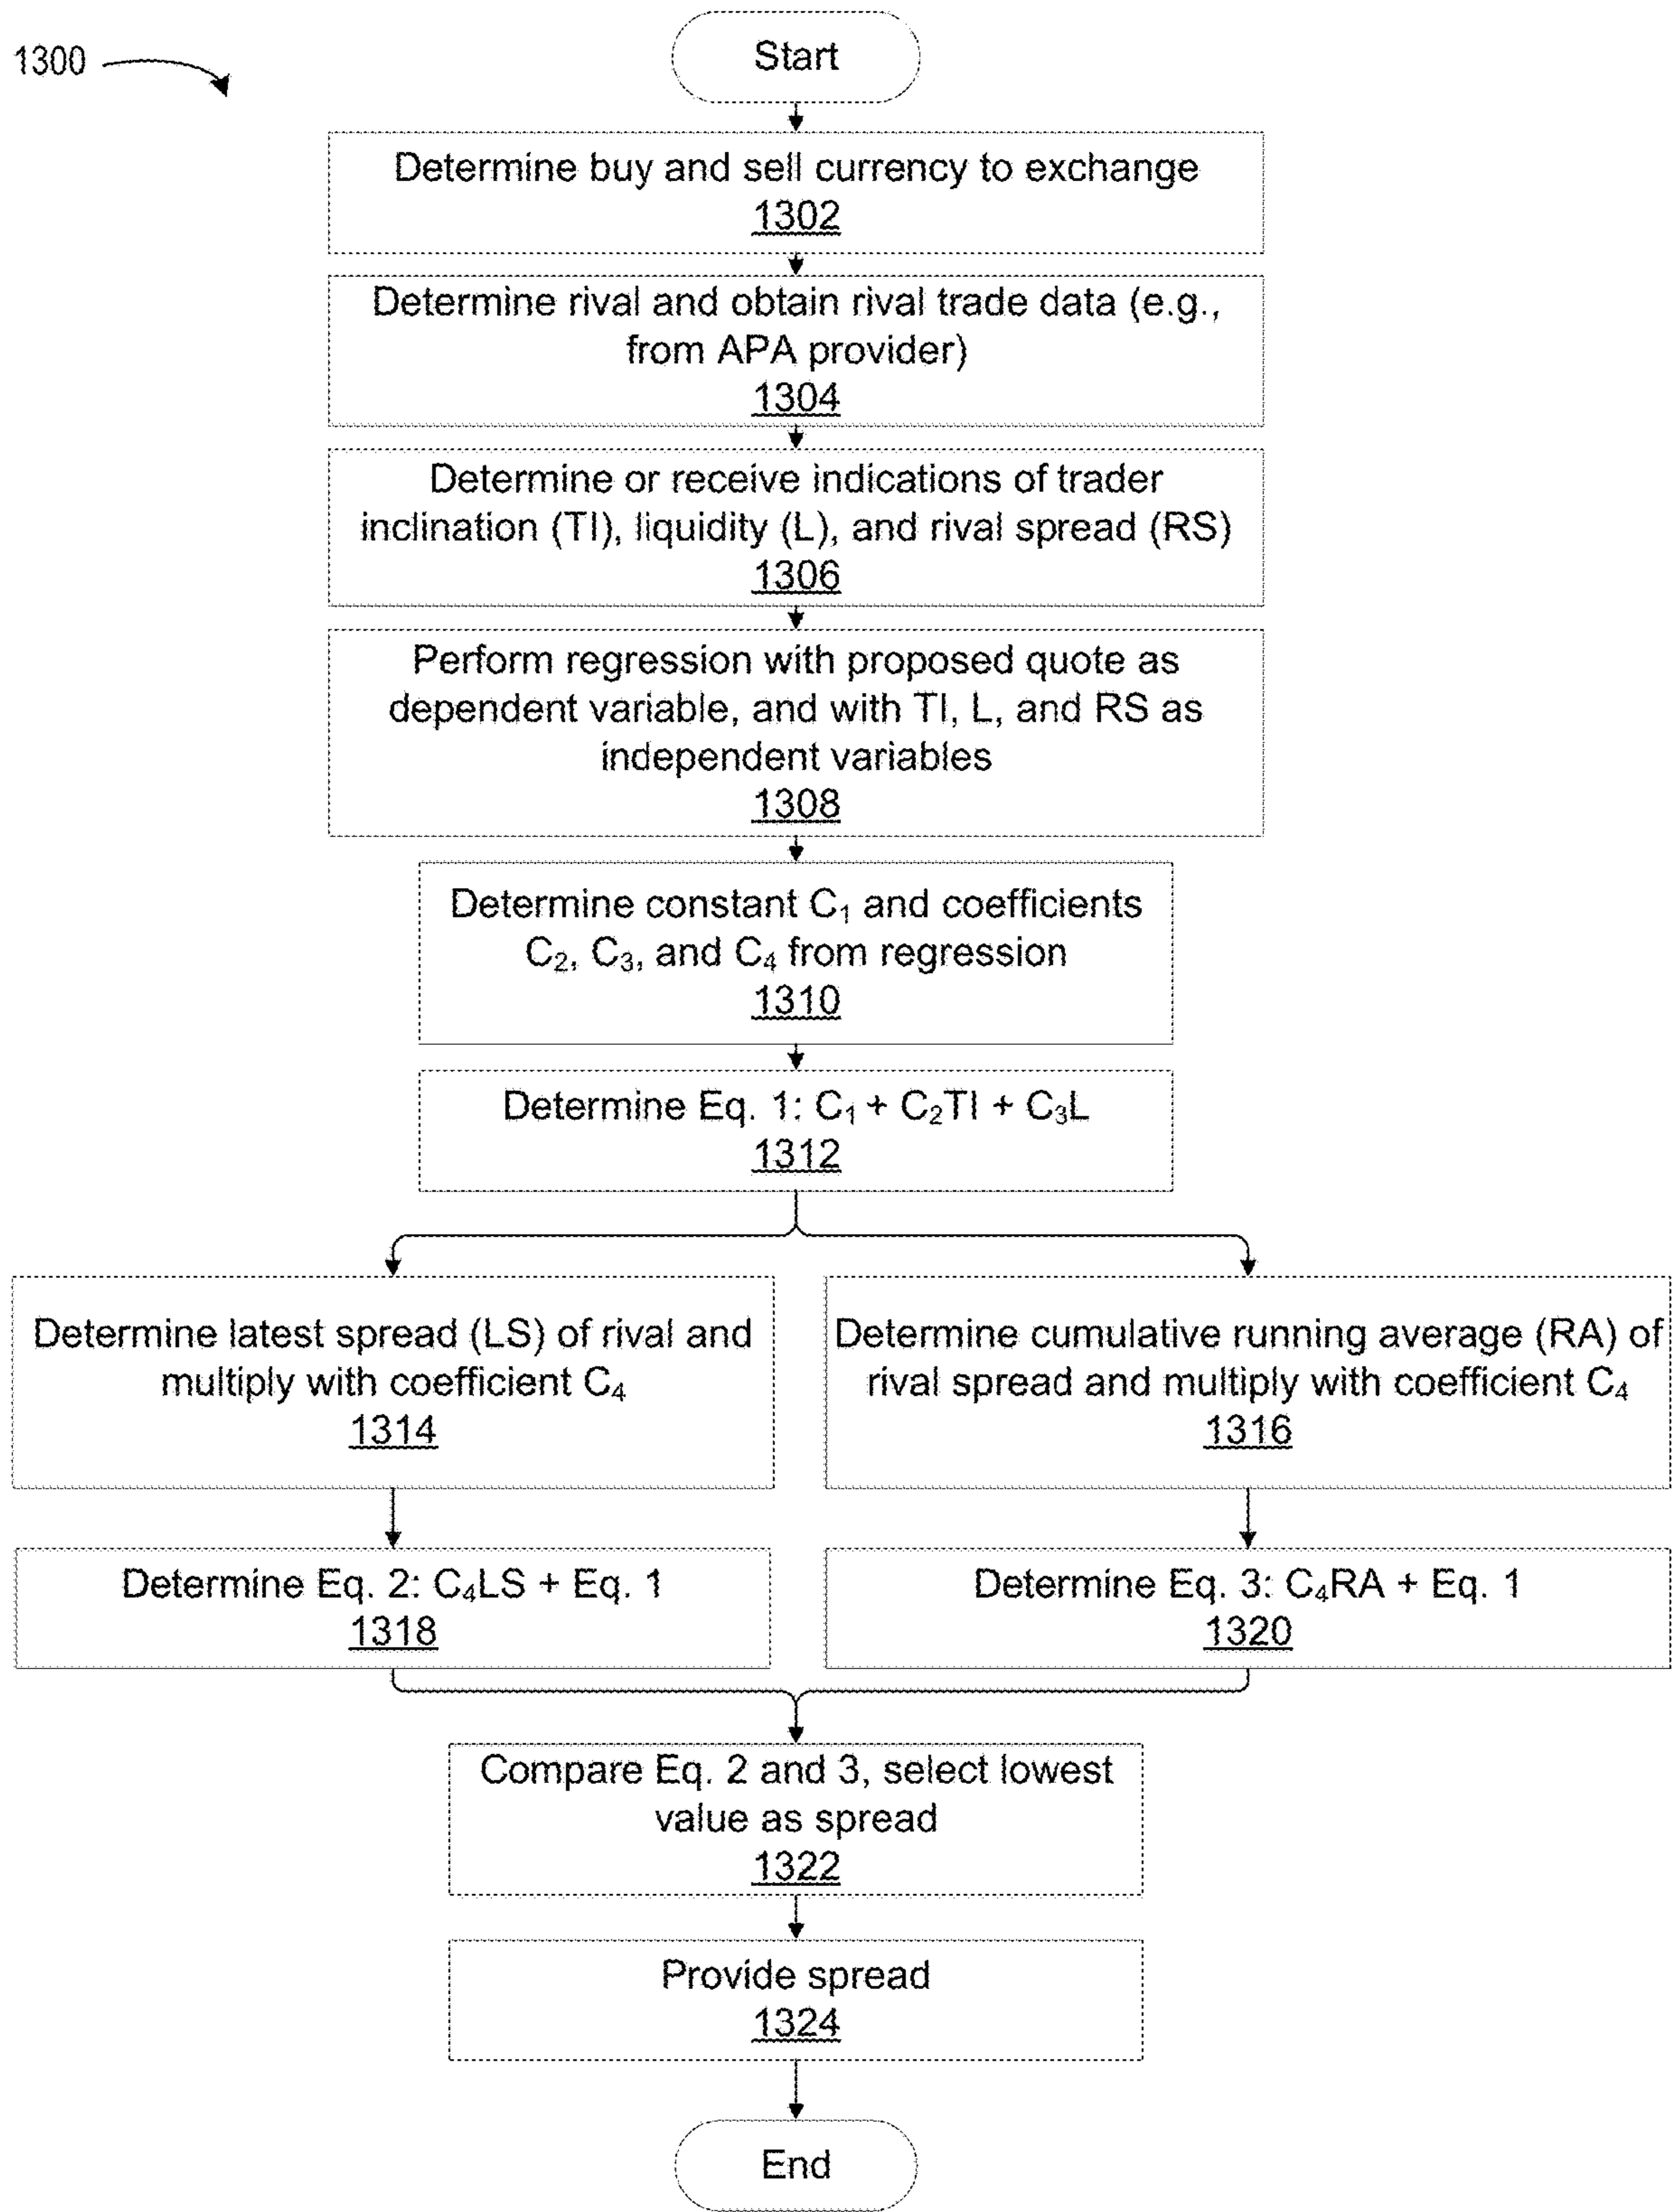 1300
Start
Determine buy and sell currency to exchange
1302
Determine rival and obtain rival trade data (e.g.,
from APA provider)
1304
Determine or receive indications of trader
inclination (TI), liquidity (L), and rival spread (RS)
1306
Perform regression with proposed quote as
dependent variable, and with TI, L, and RS as
independent variables
1308
Determine constant C₁ and coefficients
C₂, C₃, and C₄ from regression
1310
Determine Eq. 1: C₁ + C₂TI + C₃L
1312
Determine latest spread (LS) of rival and
multiply with coefficient C₄
1314
Determine cumulative running average (RA) of
rival spread and multiply with coefficient C₄
1316
Determine Eq. 2: C₄LS + Eq. 1
1318
Determine Eq. 3: C₄RA + Eq. 1
1320
Compare Eq. 2 and 3, select lowest
value as spread
1322
Provide spread
1324
End